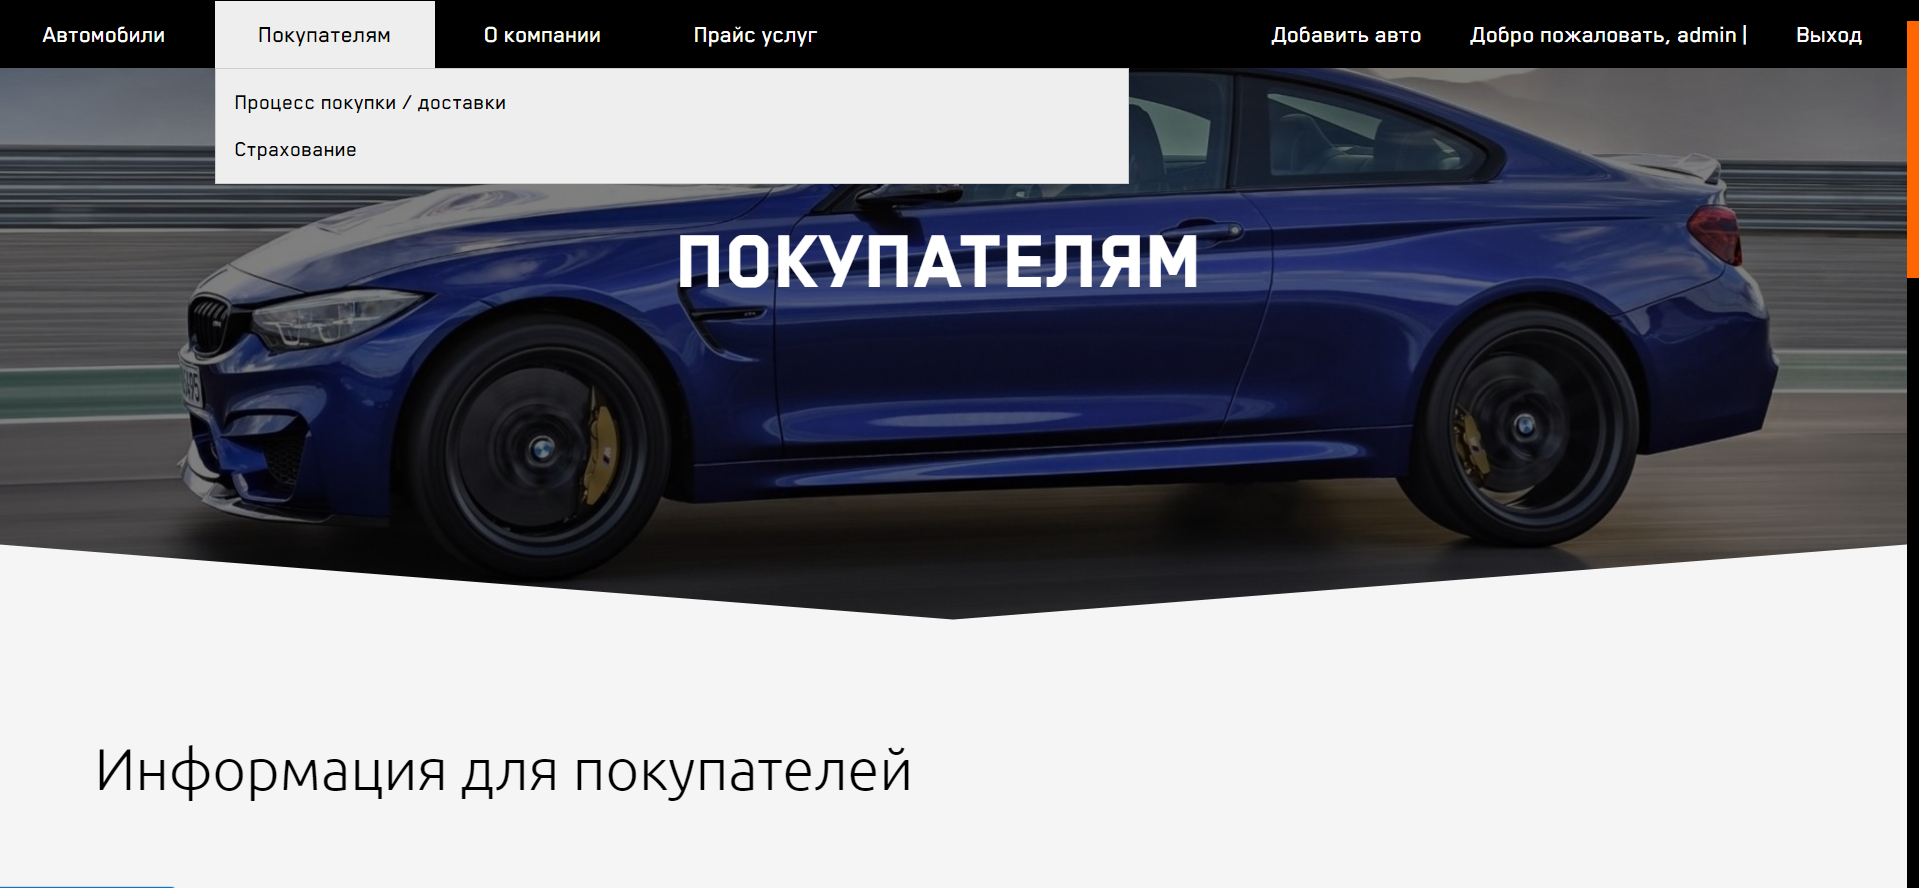 Автомобили
Покупателям
О компании
Прайс услуг
Добавить авто
Добро пожаловать, admin |
Выход
Процесс покупки / доставки
Страхование
ПОКУПАТЕЛЯМ
Информация для покупателей